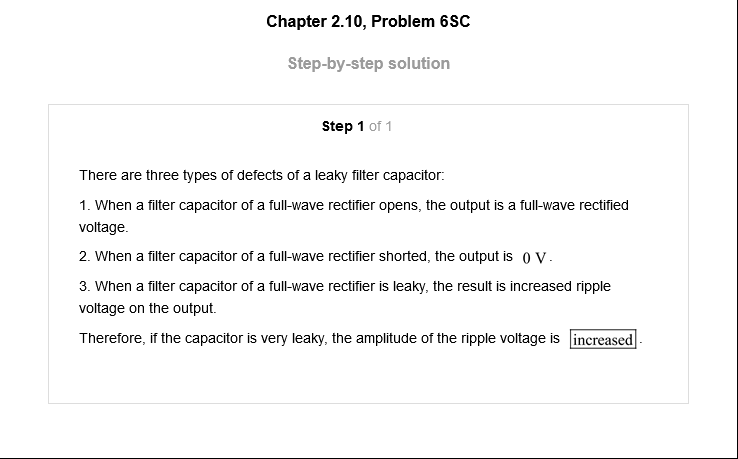 Chapter 2.10, Problem 6SC
Step-by-step solution
Step 1 of 1
There are three types of defects of a leaky filter capacitor:
1. When a filter capacitor of a full-wave rectifier opens, the output is a full-wave rectified
voltage.
2. When a filter capacitor of a full-wave rectifier shorted, the output is 0 V.
3. When a filter capacitor of a full-wave rectifier is leaky, the result is increased ripple
voltage on the output.
Therefore, if the capacitor is very leaky, the amplitude of the ripple voltage is increased.